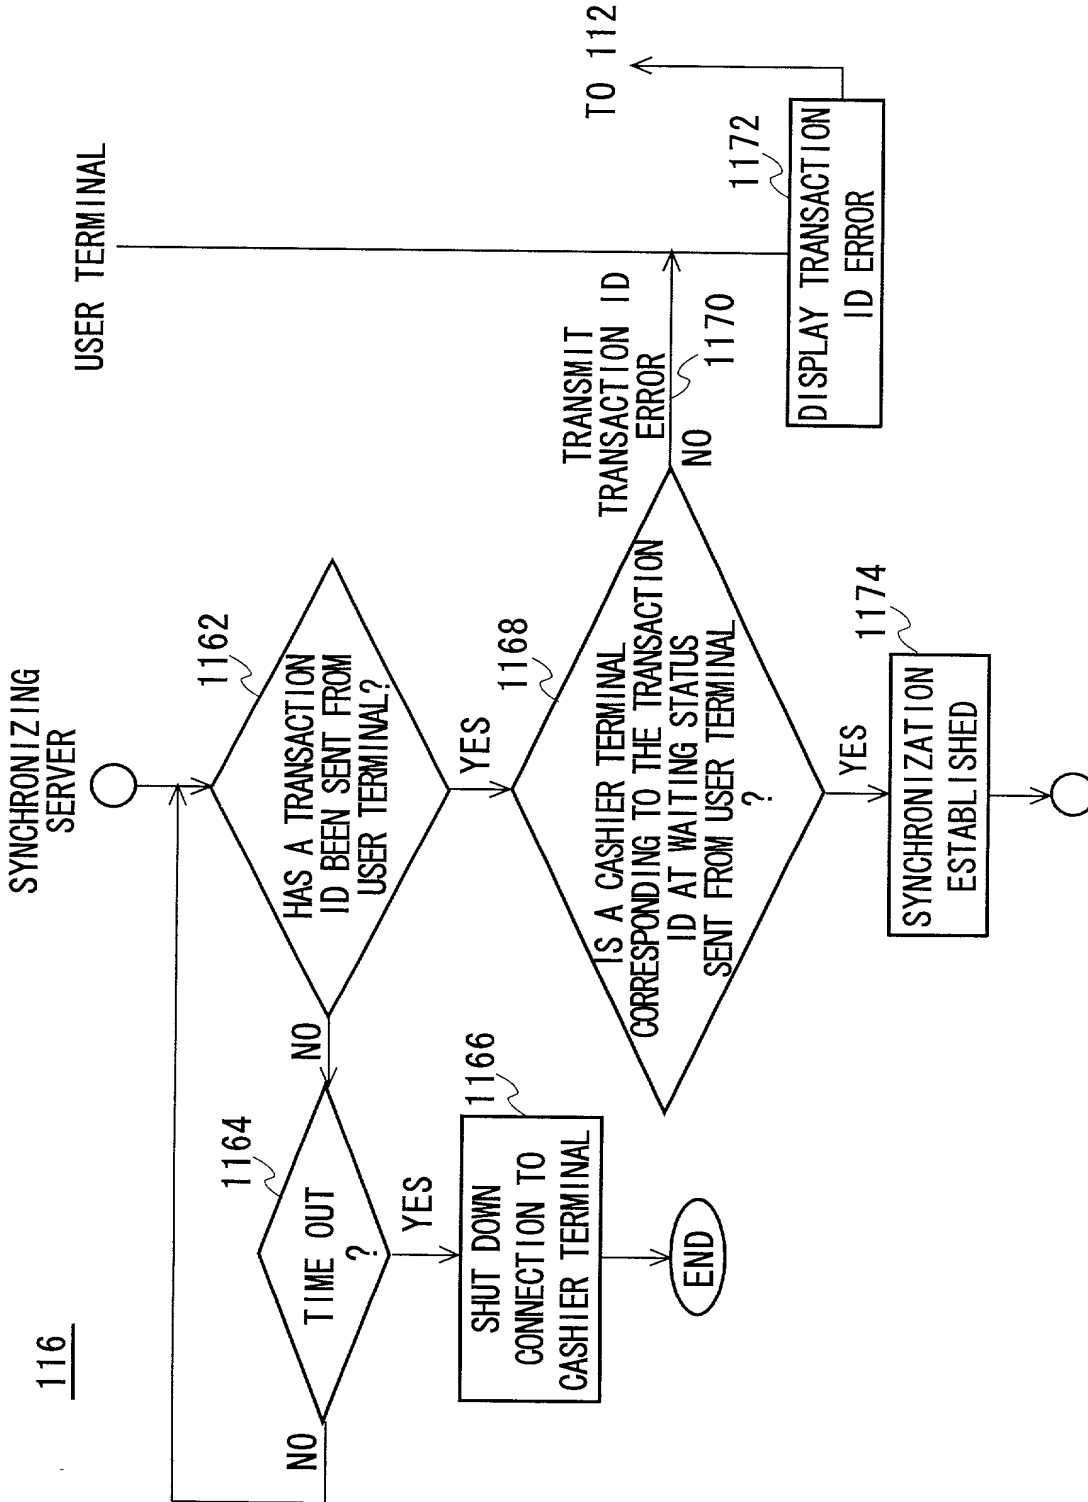 116
SYNCHRONIZING
SERVER
USER TERMINAL
1162
HAS A TRANSACTION
ID BEEN SENT FROM
USER TERMINAL?
NO
YES
1164
TIME OUT
?
NO
YES
1166
SHUT DOWN
CONNECTION TO
CASHIER TERMINAL
END
1168
IS A CASHIER TERMINAL
CORRESPONDING TO THE TRANSACTION
ID AT WAITING STATUS
SENT FROM USER TERMINAL
?
NO
YES
TRANSMIT
TRANSACTION ID
ERROR
1170
1172
DISPLAY TRANSACTION
ID ERROR
TO 112
1174
SYNCHRONIZATION
ESTABLISHED